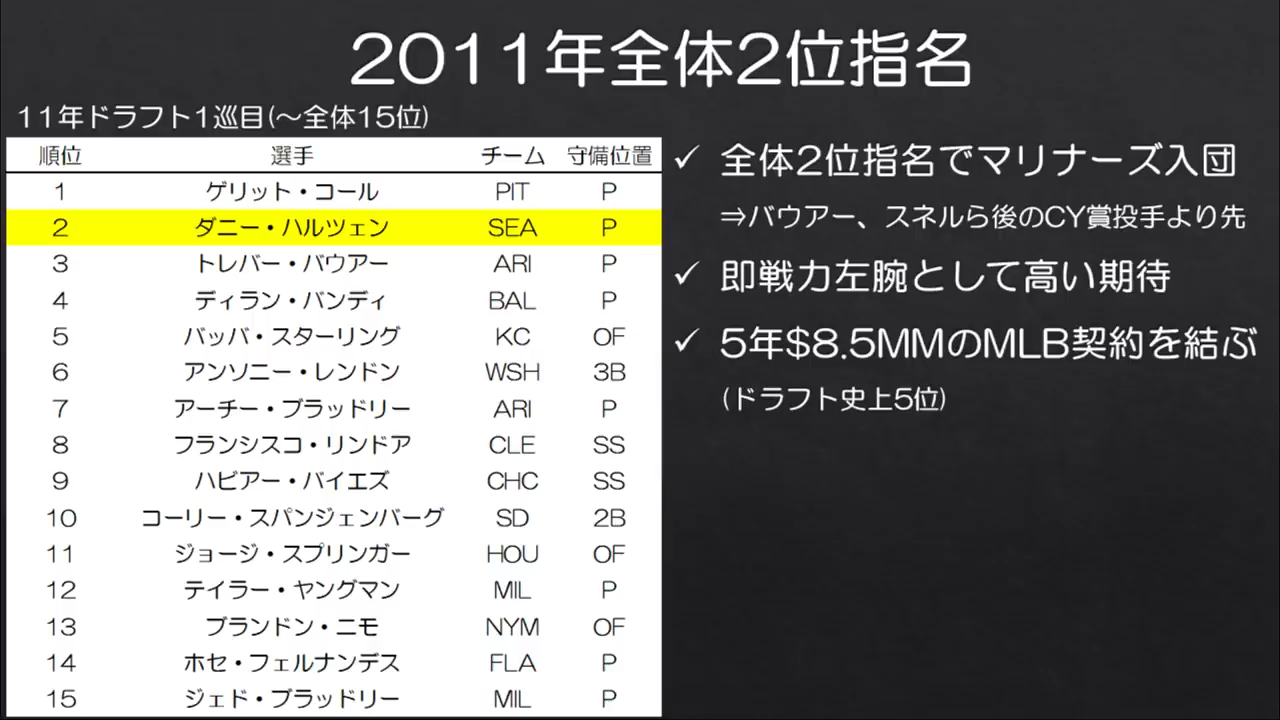 2011年全体2位指名
11年ドラフト1巡目(～全体15位)
順位 選手 チーム 守備位置
1 ゲリット・コール PIT P
2 ダニー・ハルツェン SEA P
3 トレバー・バウアー ARI P
4 ディラン・バンディ BAL P
5 バッバ・スターリング KC OF
6 アンソニー・レンドン WSH 3B
7 アーチー・ブラッドリー ARI P
8 フランシスコ・リンドア CLE SS
9 ハビアー・バイエズ CHC SS
10 コーリー・スパンジェンバーグ SD 2B
11 ジョージ・スプリンガー HOU OF
12 テイラー・ヤングマン MIL P
13 ブランドン・ニモ NYM OF
14 ホセ・フェルナンデス FLA P
15 ジェド・ブラッドリー MIL P
✓ 全体2位指名でマリナーズ入団
⇒バウアー、スネルら後のCY賞投手より先
✓ 即戦力左腕として高い期待
✓ 5年$8.5MMのMLB契約を結ぶ
(ドラフト史上5位)